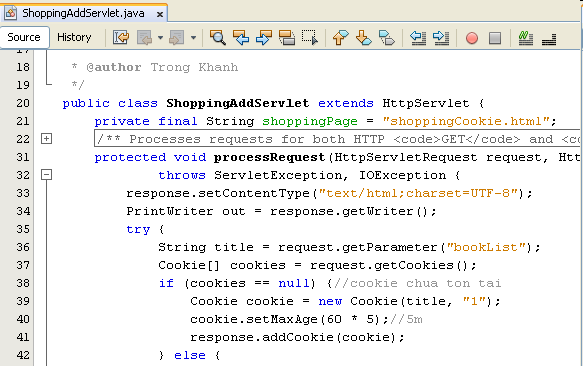 ShoppingAddServlet.java x
Source History
17
18 * @author Trong Khanh
19 */
20 public class ShoppingAddServlet extends HttpServlet {
21 private final String shoppingPage = "shoppingCookie.html";
22 /** Processes requests for both HTTP <code>GET</code> and <co
31 protected void processRequest(HttpServletRequest request, Htt
32 throws ServletException, IOException {
33 response.setContentType("text/html;charset=UTF-8");
34 PrintWriter out = response.getWriter();
35 try {
36 String title = request.getParameter("bookList");
37 Cookie[] cookies = request.getCookies();
38 if (cookies == null) {//cookie chua ton tai
39 Cookie cookie = new Cookie(title, "1");
40 cookie.setMaxAge(60 * 5);//5m
41 response.addCookie(cookie);
42 } else {